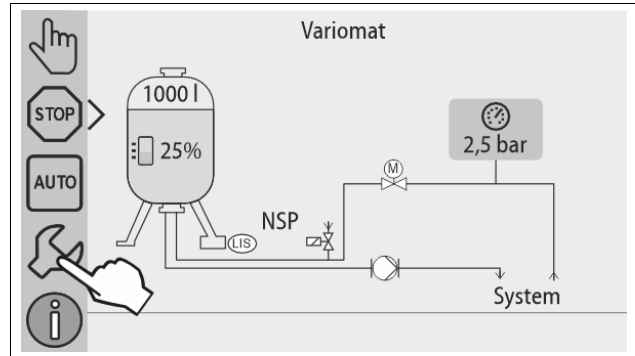 Variomat
1000 l
STOP
25%
2,5 bar
AUTO
M
NSP
LIS
System
i